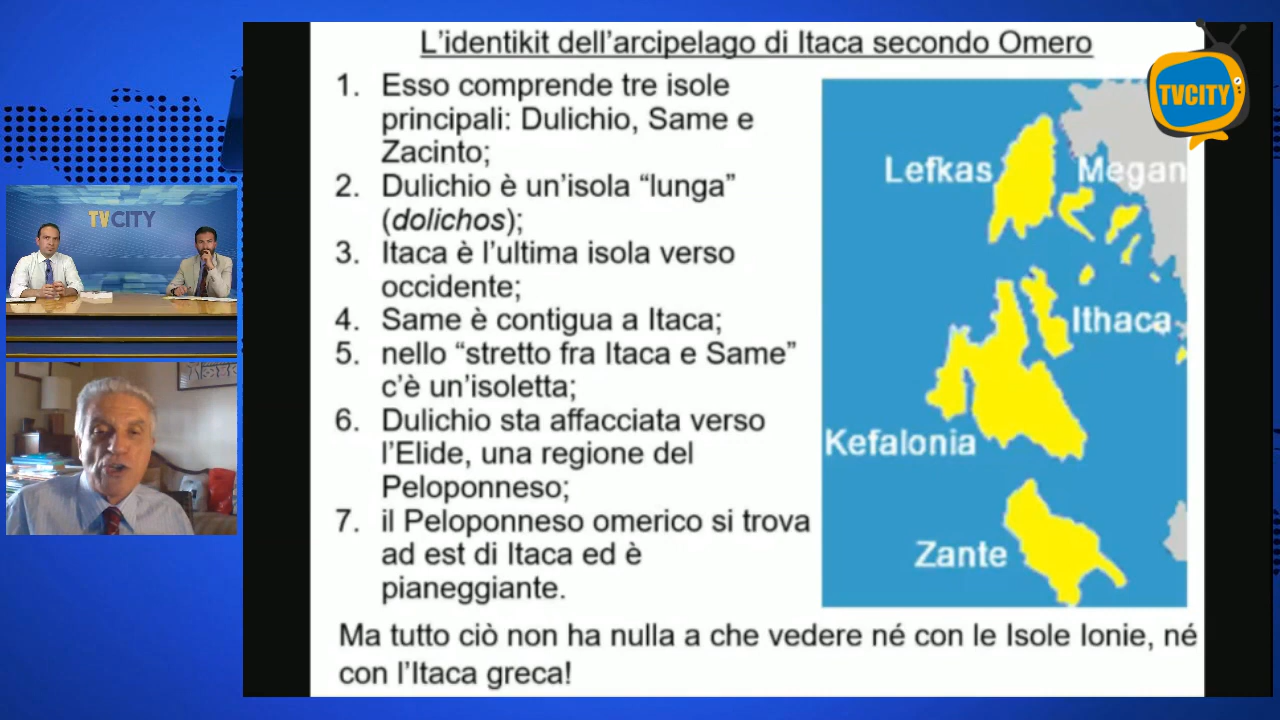 L'identikit dell'arcipelago di Itaca secondo Omero
1. Esso comprende tre isole
principali: Dulichio, Same e
Zacinto;
2. Dulichio è un'isola "lunga"
(dolichos);
3. Itaca è l'ultima isola verso
occidente;
4. Same è contigua a Itaca;
5. nello "stretto fra Itaca e Same"
c'è un'isoletta;
6. Dulichio sta affacciata verso
l'Elide, una regione del
Peloponneso;
7. il Peloponneso omerico si trova
ad est di Itaca ed è
pianeggiante.
Ma tutto ciò non ha nulla a che vedere né con le Isole Ionie, né
con l'Itaca greca!
Lefkas
Megan
Ithaca
Kefalonia
Zante
TVCITY
TVCITY